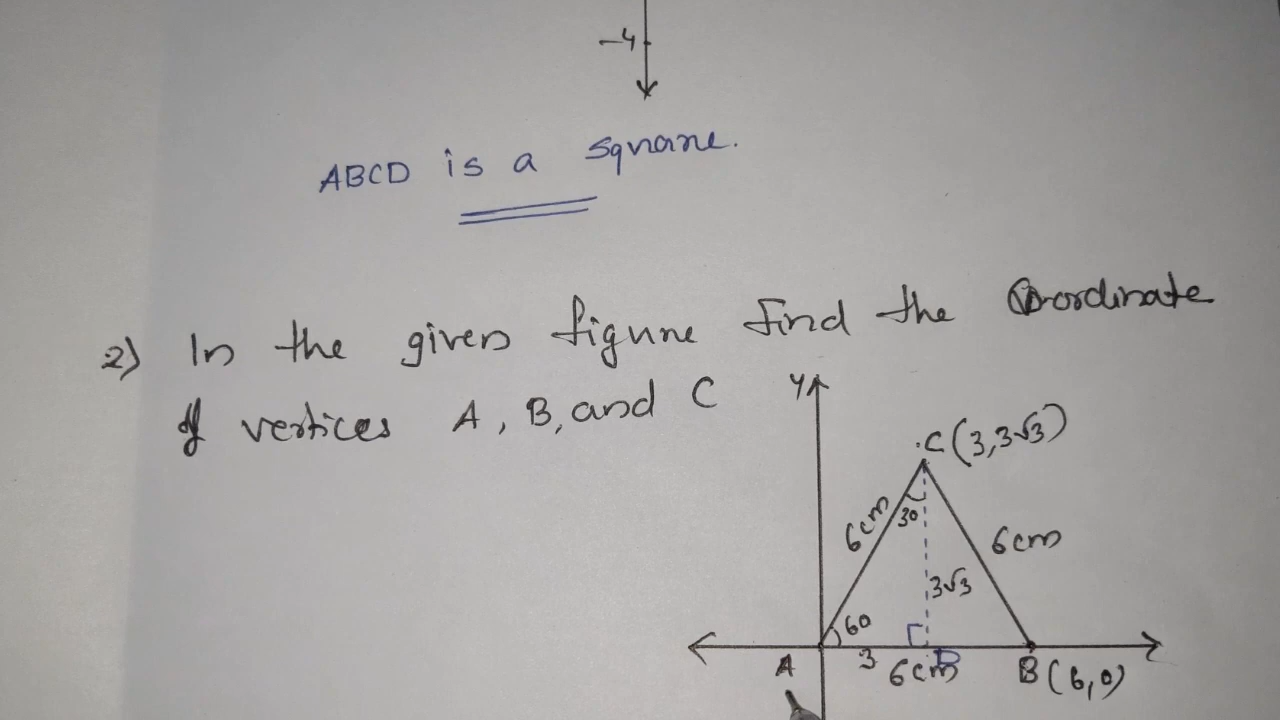 -4
ABCD is a square.
2) In the given figure find the Coordinate
of vertices A, B, and C
Y
C (3, 3√3)
6cm
30
6cm
3√3
60
A
3
6cm
D
B (6, 0)